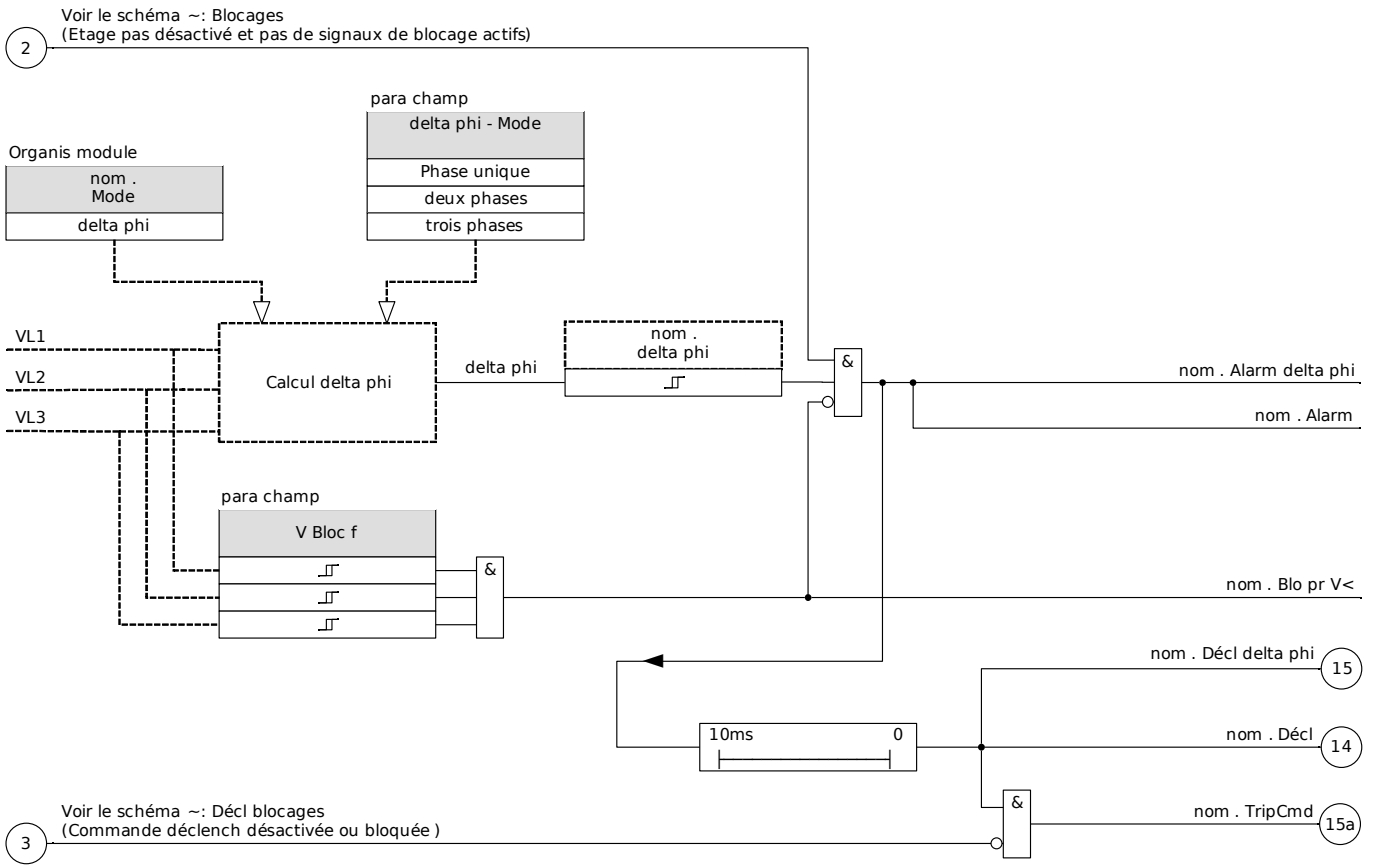 Voir le schéma ~: Blocages
(Etage pas désactivé et pas de signaux de blocage actifs)
2
para champ
delta phi - Mode
Phase unique
deux phases
trois phases
Organis module
nom .
Mode
delta phi
VL1
VL2
VL3
Calcul delta phi
delta phi
nom .
delta phi
&
nom . Alarm delta phi
nom . Alarm
para champ
V Bloc f
&
nom . Blo pr V<
nom . Décl delta phi
15
10ms
0
nom . Décl
14
Voir le schéma ~: Décl blocages
(Commande déclench désactivée ou bloquée )
3
&
nom . TripCmd
15a